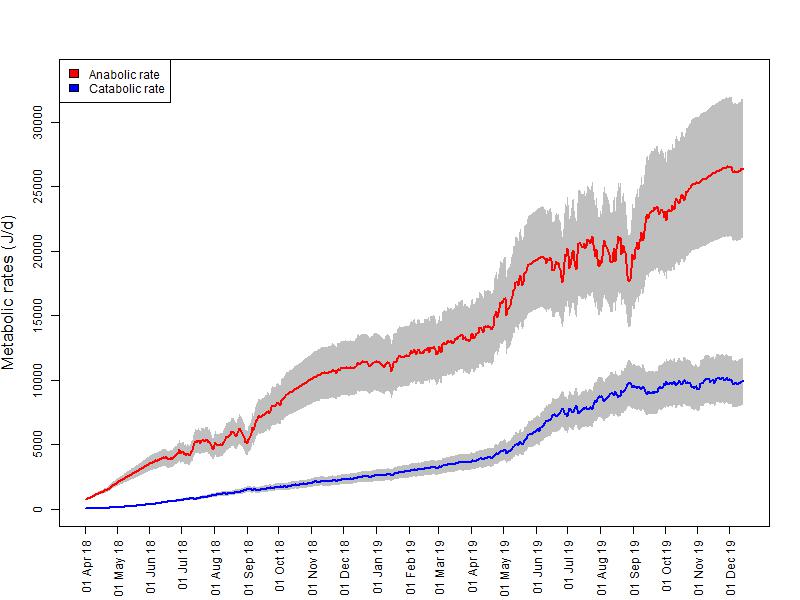 Anabolic rate
Catabolic rate
Metabolic rates (J/d)
30000
25000
20000
15000
10000
5000
0
01 Apr 18
01 May 18
01 Jun 18
01 Jul 18
01 Aug 18
01 Sep 18
01 Oct 18
01 Nov 18
01 Dec 18
01 Jan 19
01 Feb 19
01 Mar 19
01 Apr 19
01 May 19
01 Jun 19
01 Jul 19
01 Aug 19
01 Sep 19
01 Oct 19
01 Nov 19
01 Dec 19